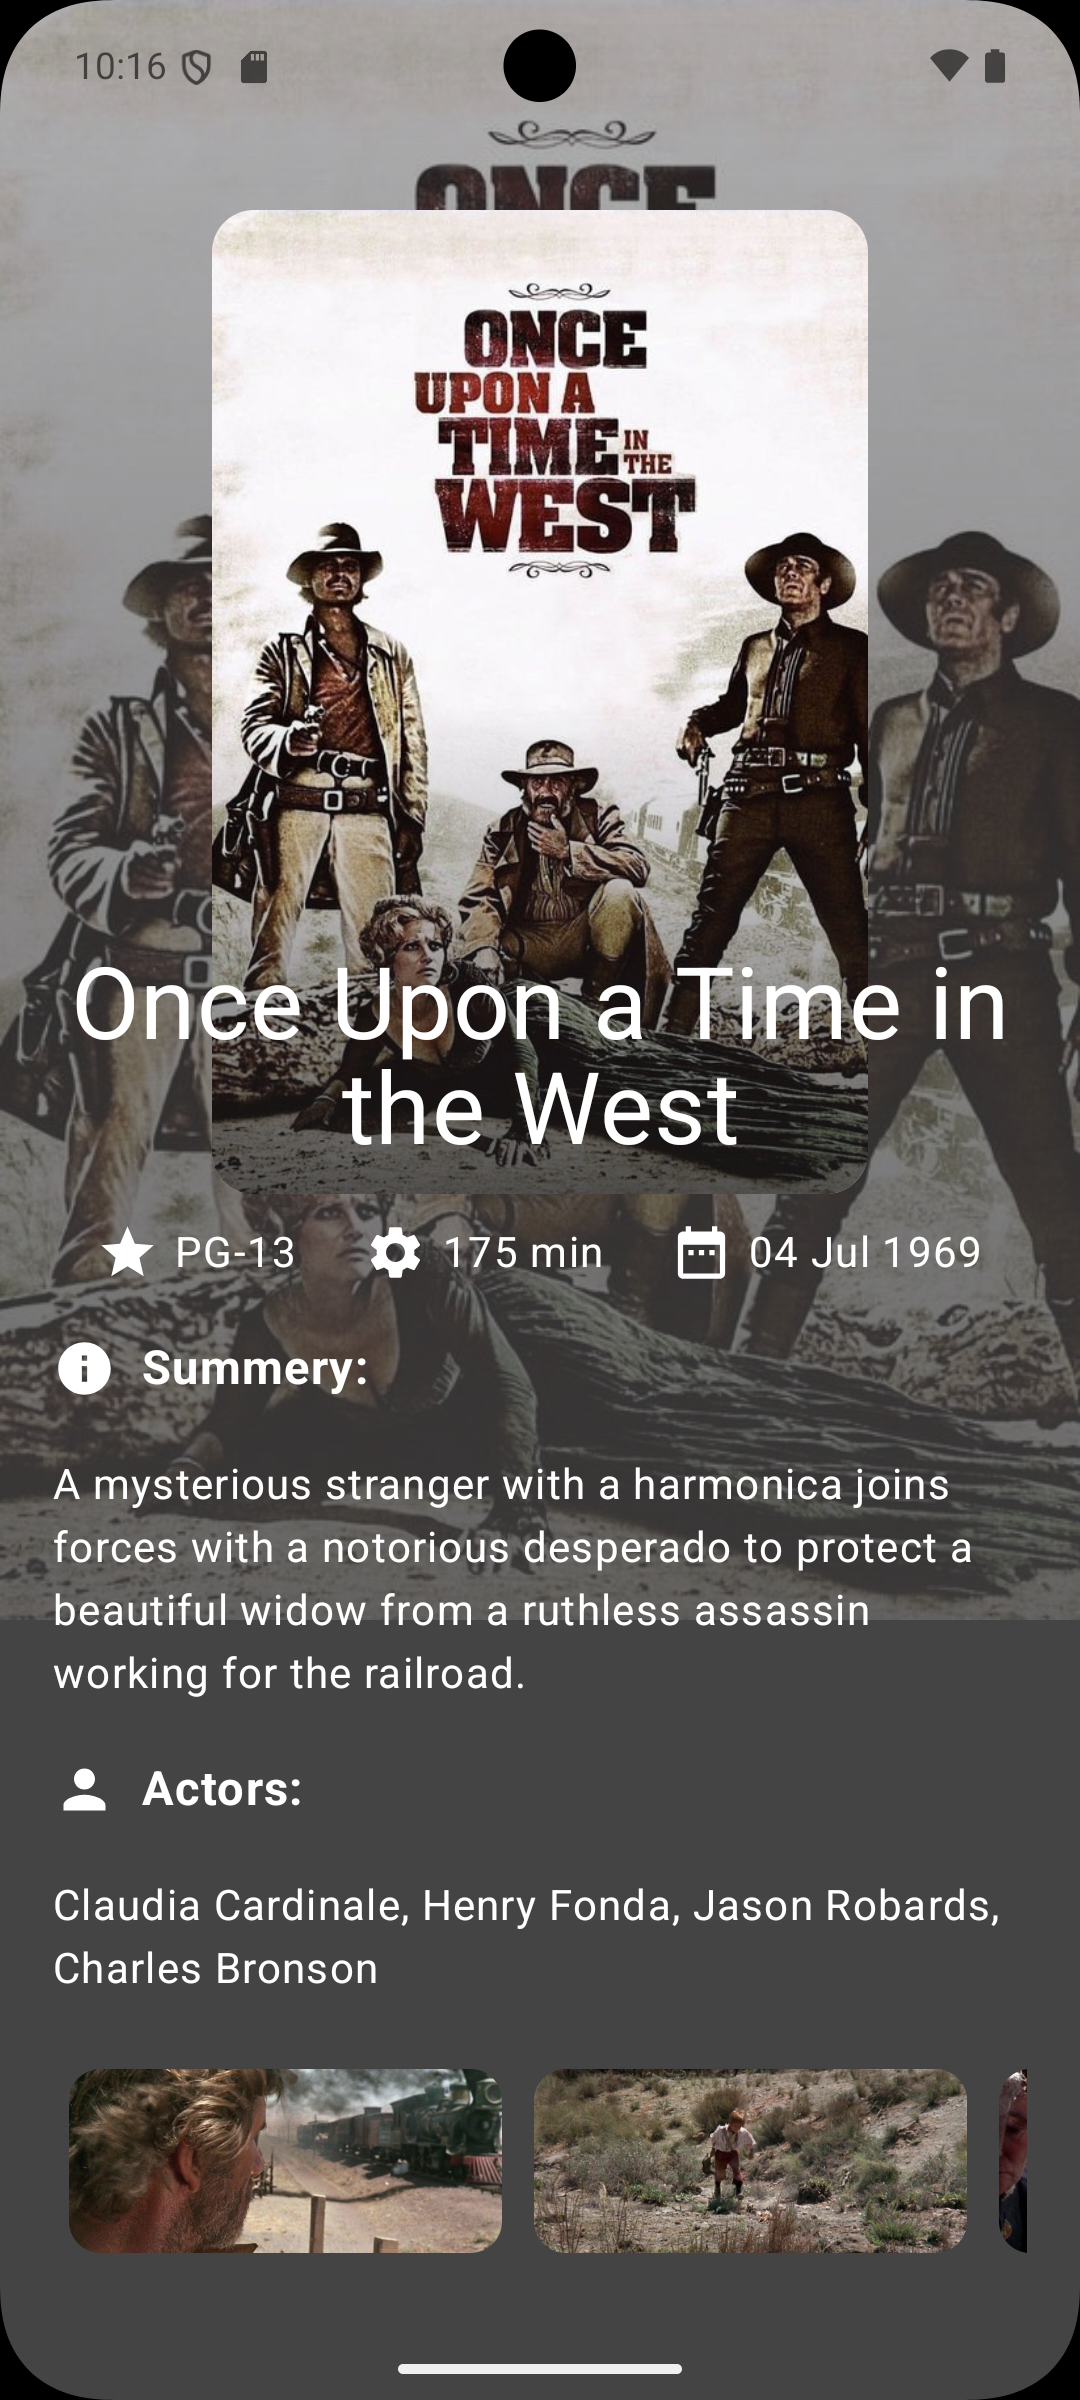 10:16
ONCE
ONCE
UPON A
TIME IN THE
WEST
Once Upon a Time in
the West
PG-13 175 min 04 Jul 1969
Summery:
A mysterious stranger with a harmonica joins
forces with a notorious desperado to protect a
beautiful widow from a ruthless assassin
working for the railroad.
Actors:
Claudia Cardinale, Henry Fonda, Jason Robards,
Charles Bronson